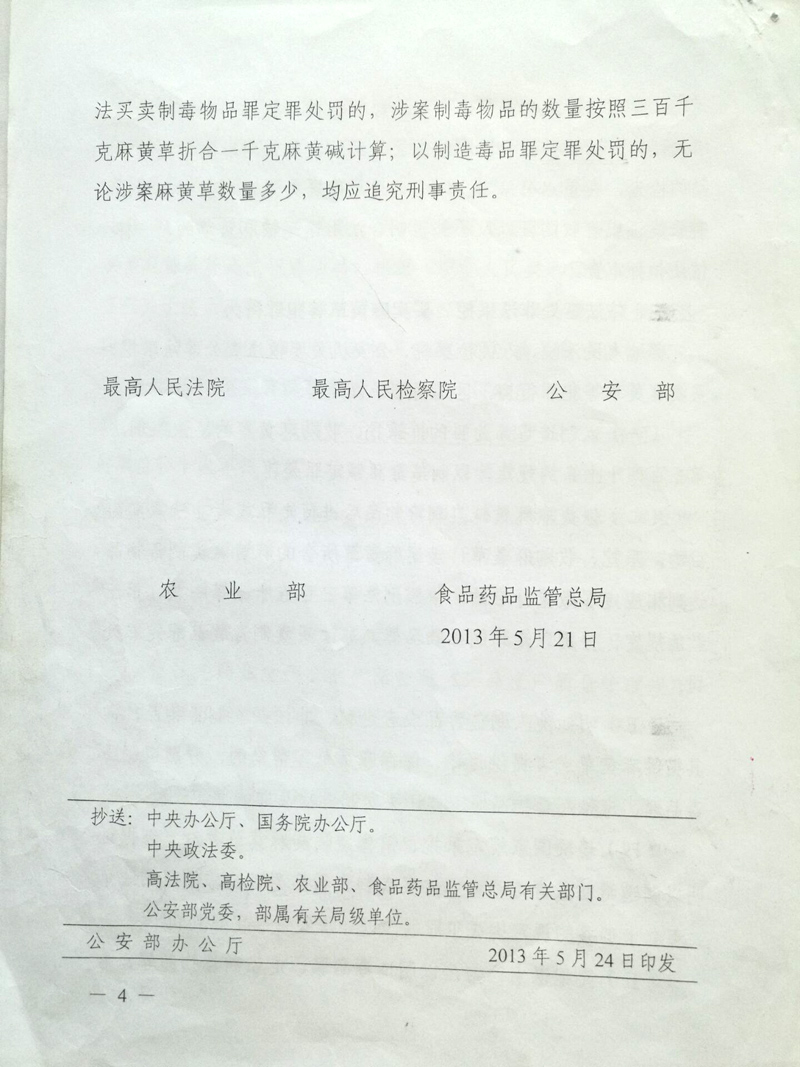 法买卖制毒物品罪定罪处罚的，涉案制毒物品的数量按照三百千
克麻黄草折合一千克麻黄碱计算；以制造毒品罪定罪处罚的，无
论涉案麻黄草数量多少，均应追究刑事责任。
最高人民法院 最高人民检察院 公安部
农业部 食品药品监管总局
2013年5月21日
抄送：中央办公厅、国务院办公厅。
中央政法委。
高法院、高检院、农业部、食品药品监管总局有关部门。
公安部党委，部属有关局级单位。
公安部办公厅 2013年5月24日印发
— 4 —